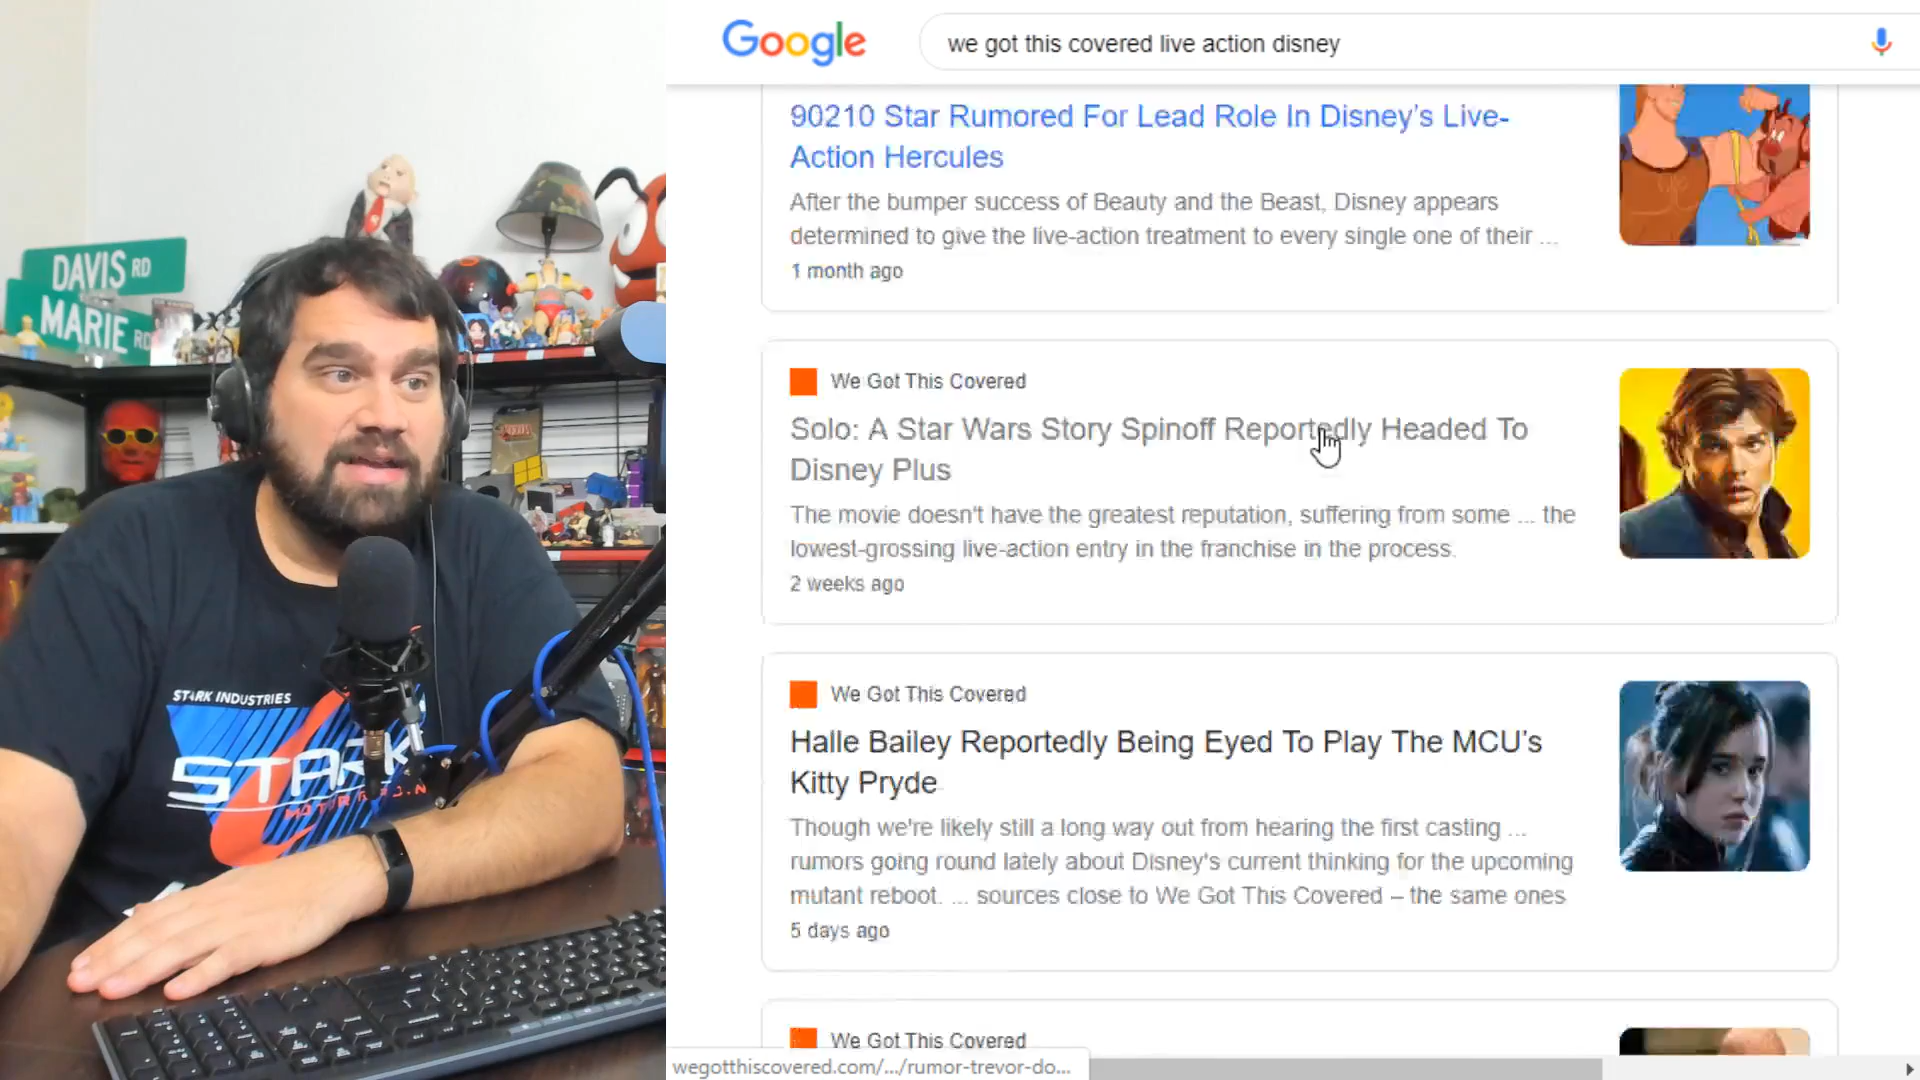 Google
we got this covered live action disney
90210 Star Rumored For Lead Role In Disney's Live-
Action Hercules
After the bumper success of Beauty and the Beast, Disney appears
determined to give the live-action treatment to every single one of their ...
1 month ago
We Got This Covered
Solo: A Star Wars Story Spinoff Reportedly Headed To
Disney Plus
The movie doesn't have the greatest reputation, suffering from some ... the
lowest-grossing live-action entry in the franchise in the process.
2 weeks ago
We Got This Covered
Halle Bailey Reportedly Being Eyed To Play The MCU's
Kitty Pryde
Though we're likely still a long way out from hearing the first casting ...
rumors going round lately about Disney's current thinking for the upcoming
mutant reboot. ... sources close to We Got This Covered – the same ones
5 days ago
We Got This Covered
wegotthiscovered.com/.../rumor-trevor-do...
DAVIS RD
MARIE RD
STARK INDUSTRIES
STARK